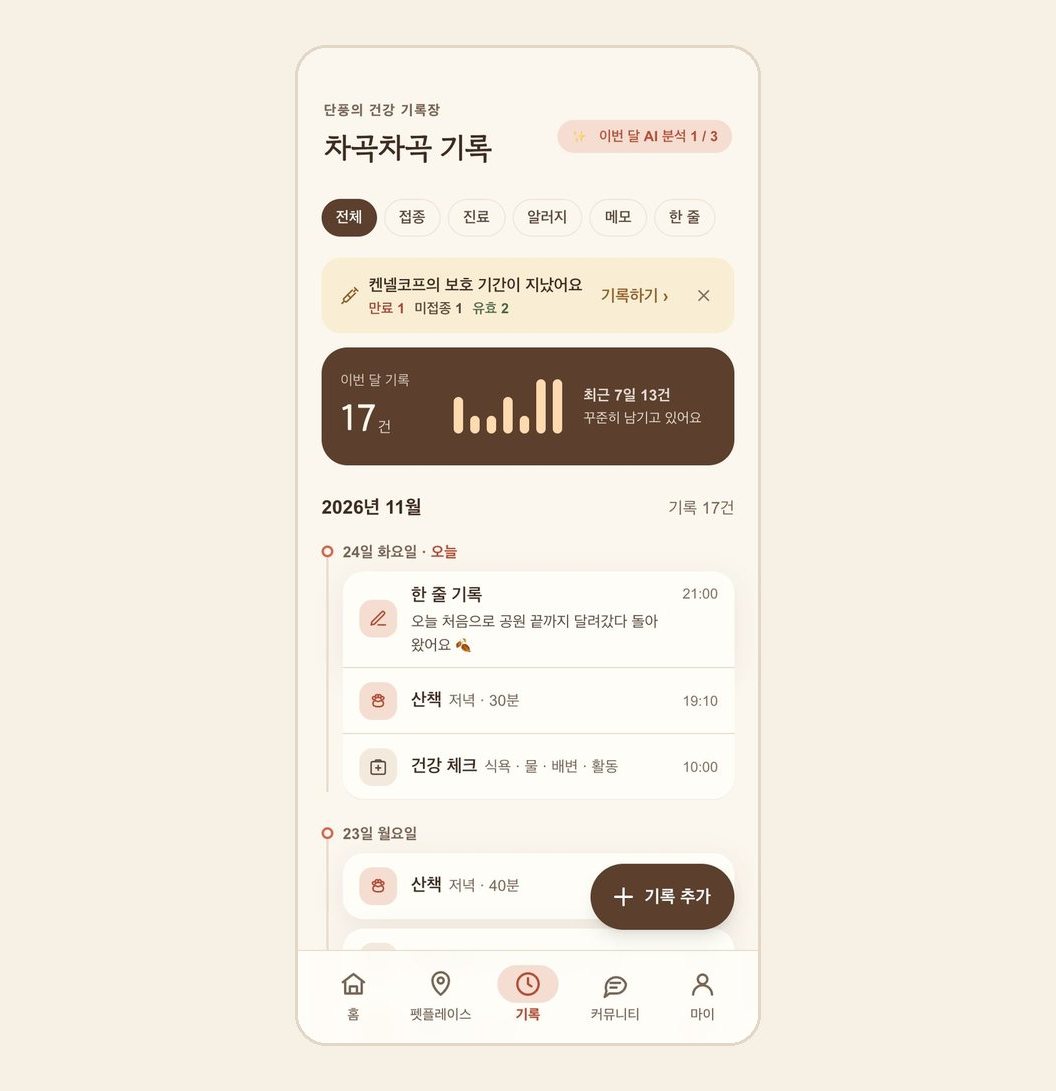 단풍의 건강 기록장
차곡차곡 기록
✨ 이번 달 AI 분석 1 / 3
전체 접종 진료 알러지 메모 한 줄
켄넬코프의 보호 기간이 지났어요
만료 1 미접종 1 유효 2
기록하기 ›
이번 달 기록
17건
최근 7일 13건
꾸준히 남기고 있어요
2026년 11월
기록 17건
24일 화요일 · 오늘
한 줄 기록
21:00
오늘 처음으로 공원 끝까지 달려갔다 돌아
왔어요 🍂
산책 저녁 · 30분
19:10
건강 체크 식욕 · 물 · 배변 · 활동
10:00
23일 월요일
산책 저녁 · 40분
기록 추가
홈 펫플레이스 기록 커뮤니티 마이